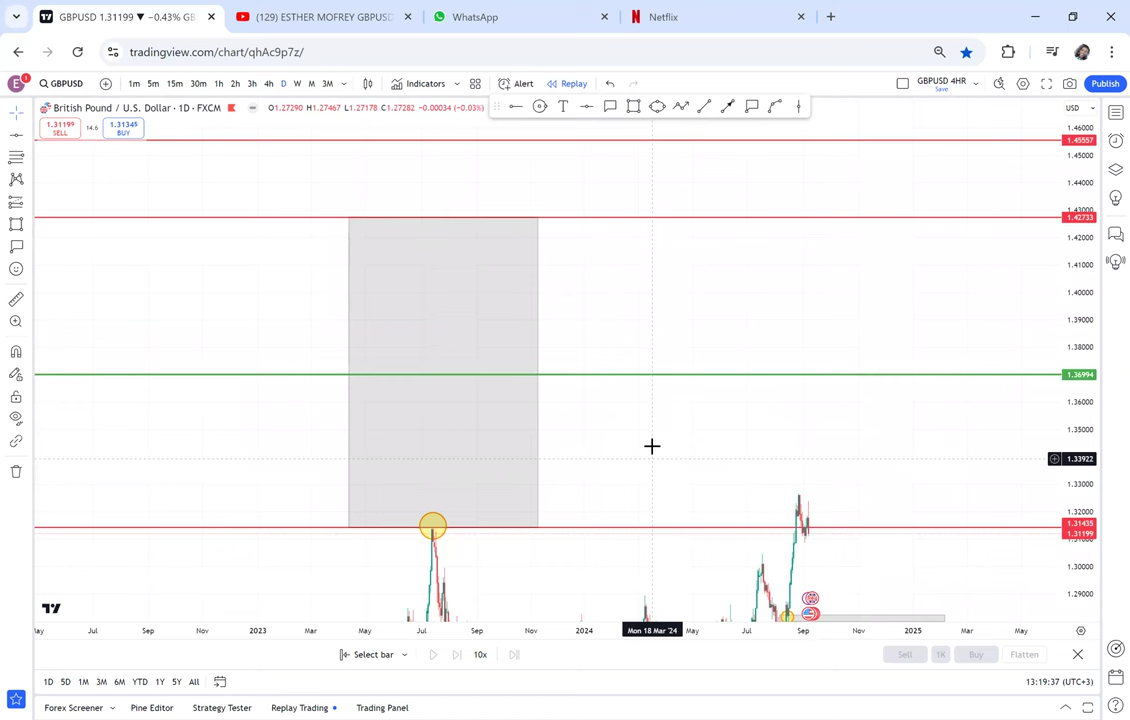 GBPUSD 1.31199 ▼ −0.43% GB
(129) ESTHER MOFREY GBPUSD
WhatsApp
Netflix
tradingview.com/chart/qhAc9p7z/
E 1 GBPUSD 1m 5m 15m 30m 1h 2h 3h 4h D W M 3M Indicators Alert Replay GBPUSD 4HR Save Publish
British Pound / U.S. Dollar · 1D · FXCM O1.27290 H1.27467 L1.27178 C1.27282 −0.00034 (−0.03%) USD
1.31199 SELL 14.6 1.31345 BUY
1.46000
1.45557
1.45000
1.44000
1.43000
1.42733
1.42000
1.41000
1.40000
1.39000
1.38000
1.36994
1.36000
1.35000
1.33922
1.33000
1.32000
1.31435
1.31199
1.31000
1.30000
1.29000
May Jul Sep Nov 2023 Mar May Jul Sep Nov 2024 Mon 18 Mar '24 May Jul Sep Nov 2025 Mar May
Select bar 10x Sell 1K Buy Flatten
1D 5D 1M 3M 6M YTD 1Y 5Y All 13:19:37 (UTC+3)
Forex Screener Pine Editor Strategy Tester Replay Trading Trading Panel